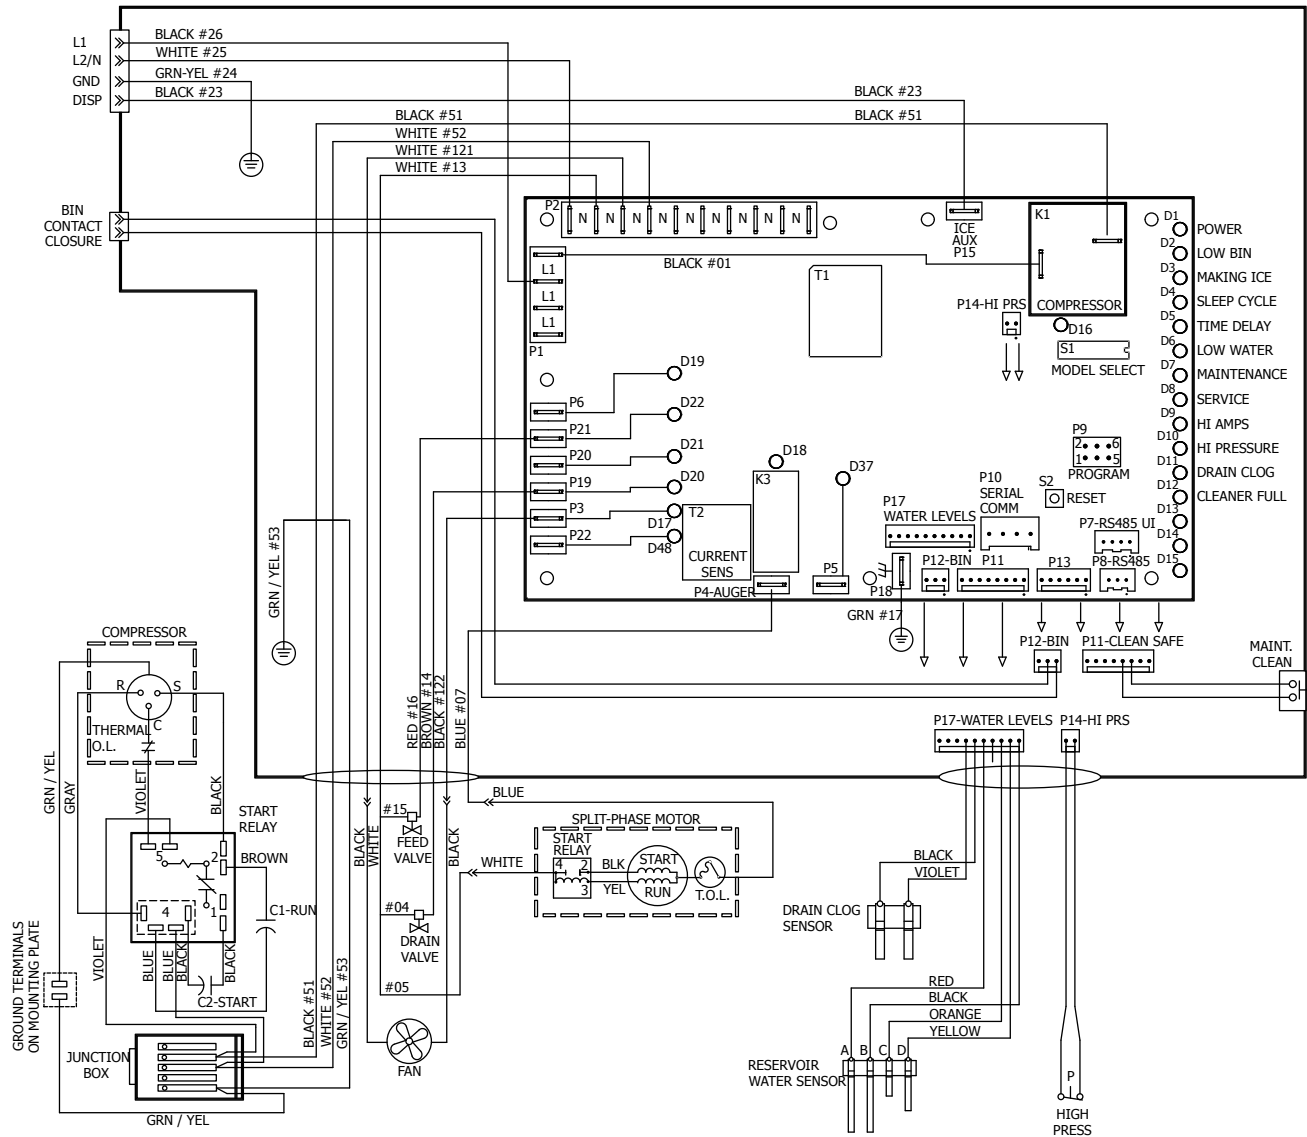 L1
BLACK #26
L2/N
WHITE #25
GND
GRN-YEL #24
DISP
BLACK #23
BLACK #23
BLACK #51
BLACK #51
WHITE #52
WHITE #121
WHITE #13
BIN
CONTACT
CLOSURE
P2
N
N
N
N
N
N
N
N
N
ICE
AUX
P15
K1
COMPRESSOR
D1
POWER
D2
LOW BIN
D3
MAKING ICE
D4
SLEEP CYCLE
D5
TIME DELAY
D6
LOW WATER
D7
MAINTENANCE
D8
SERVICE
D9
HI AMPS
D10
HI PRESSURE
D11
DRAIN CLOG
D12
CLEANER FULL
D13
D14
D15
L1
L1
L1
P1
BLACK #01
T1
P14-HI PRS
D16
S1
MODEL SELECT
D19
P6
D22
P21
D21
P20
D20
P19
P3
D17
P22
D48
T2
CURRENT
SENS
D18
K3
P4-AUGER
D37
P5
P9
2
6
1
5
PROGRAM
S2
RESET
P10
SERIAL
COMM
P17
WATER LEVELS
P7-RS485 UI
P12-BIN
P11
P13
P8-RS485
P18
GRN #17
P12-BIN
P11-CLEAN SAFE
MAINT.
CLEAN
GRN / YEL #53
COMPRESSOR
R
S
C
THERMAL
O.L.
GRN / YEL
GRAY
VIOLET
BLACK
RED #16
BROWN #14
BLACK #122
BLUE #07
P17-WATER LEVELS
P14-HI PRS
START
RELAY
5
2
4
1
BROWN
C1-RUN
VIOLET
BLUE
BLUE
BLACK
BLACK
C2-START
GROUND TERMINALS
ON MOUNTING PLATE
JUNCTION
BOX
GRN / YEL
BLACK #51
WHITE #52
GRN / YEL #53
BLACK
WHITE
#15
FEED
VALVE
BLACK
#04
DRAIN
VALVE
#05
FAN
BLUE
WHITE
SPLIT-PHASE MOTOR
START
RELAY
4
2
3
BLK
YEL
START
RUN
T.O.L.
BLACK
VIOLET
DRAIN CLOG
SENSOR
RED
BLACK
ORANGE
YELLOW
A
B
C
D
RESERVOIR
WATER SENSOR
P
HIGH
PRESS